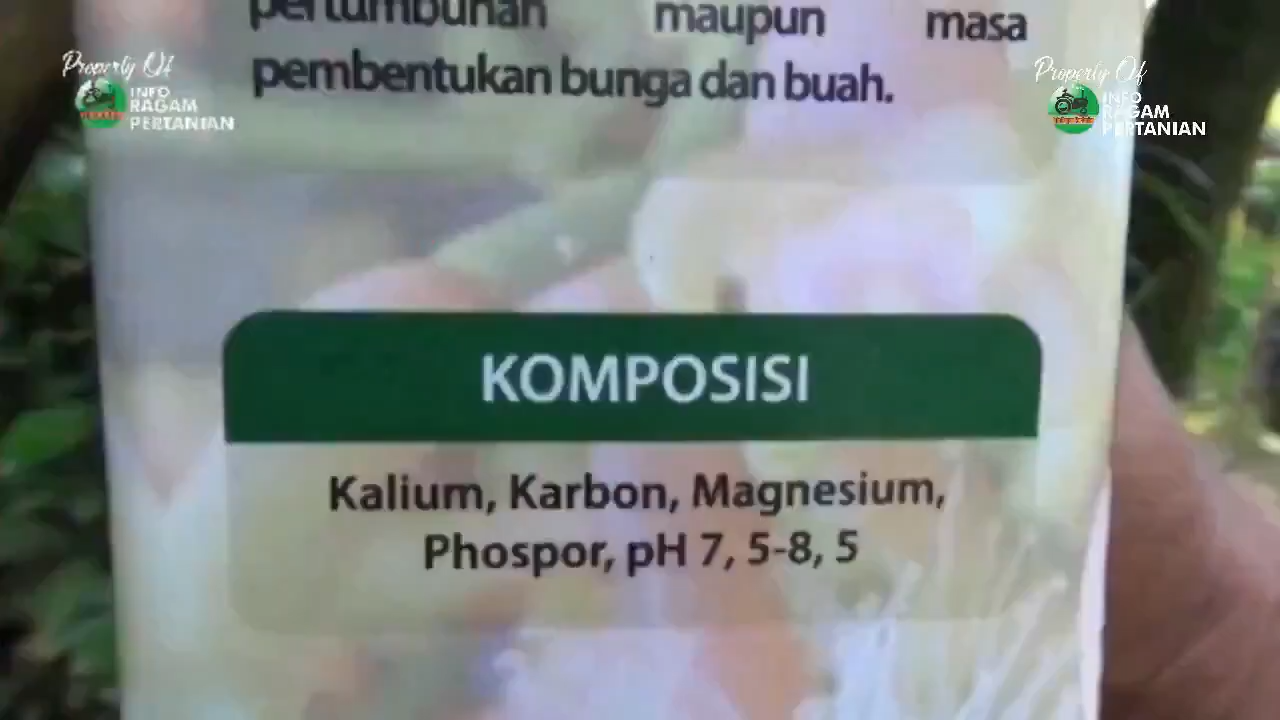 pertumbuhan maupun masa
pembentukan bunga dan buah.
Property Of
INFO
RAGAM
PERTANIAN
Property Of
INFO
RAGAM
PERTANIAN
KOMPOSISI
Kalium, Karbon, Magnesium,
Phospor, pH 7, 5-8, 5